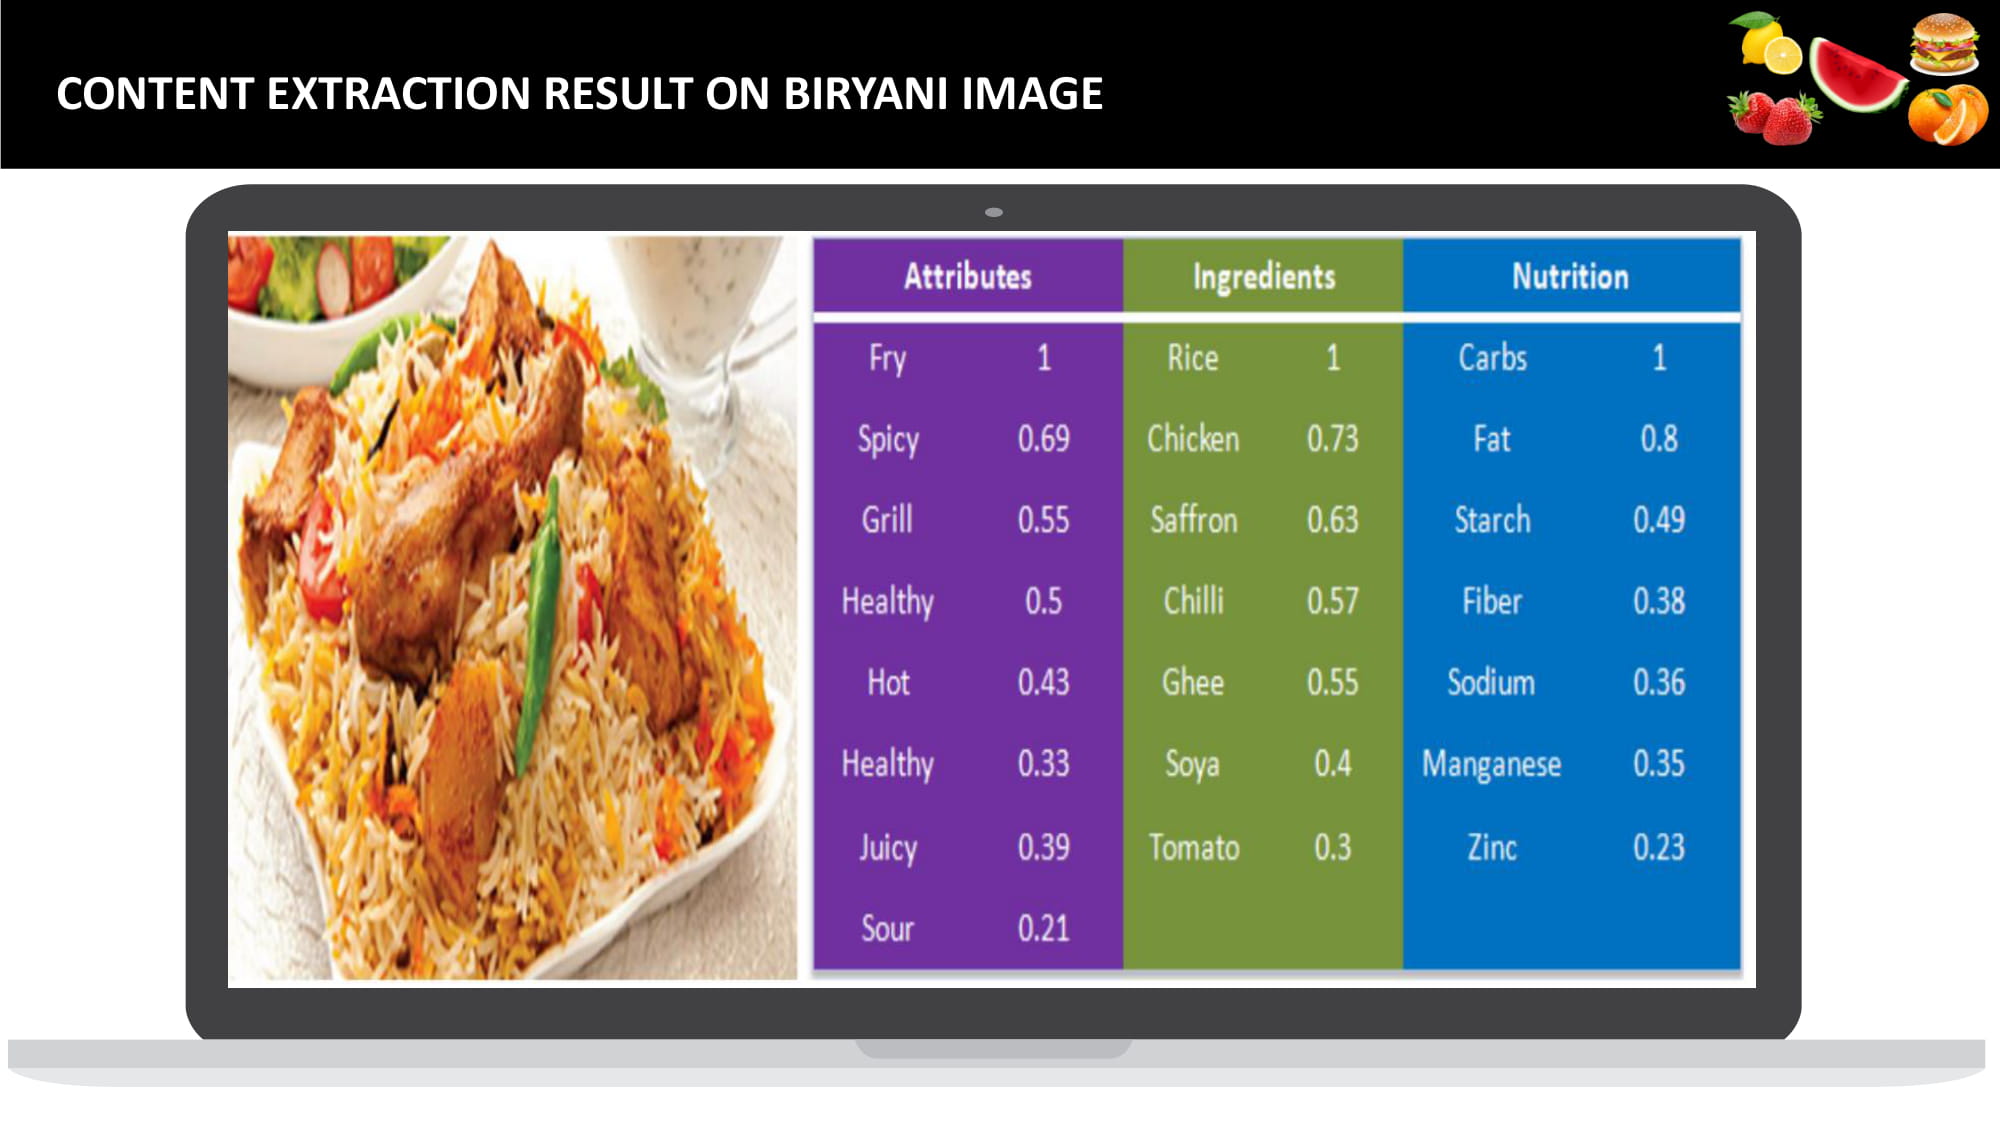 CONTENT EXTRACTION RESULT ON BIRYANI IMAGE
Attributes Ingredients Nutrition
Fry 1 Rice 1 Carbs 1
Spicy 0.69 Chicken 0.73 Fat 0.8
Grill 0.55 Saffron 0.63 Starch 0.49
Healthy 0.5 Chilli 0.57 Fiber 0.38
Hot 0.43 Ghee 0.55 Sodium 0.36
Healthy 0.33 Soya 0.4 Manganese 0.35
Juicy 0.39 Tomato 0.3 Zinc 0.23
Sour 0.21